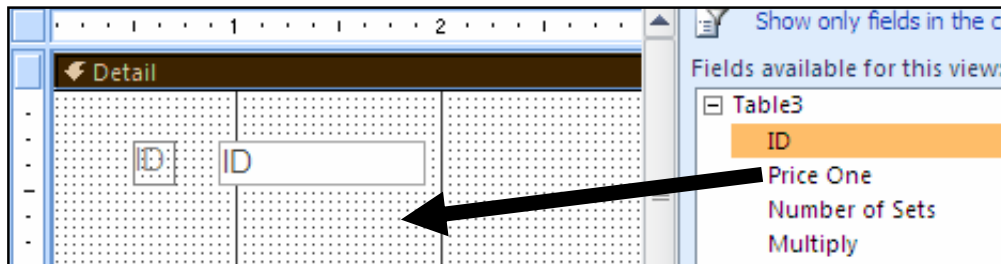 1 2
Detail
ID ID
Show only fields in the c
Fields available for this view:
Table3
ID
Price One
Number of Sets
Multiply